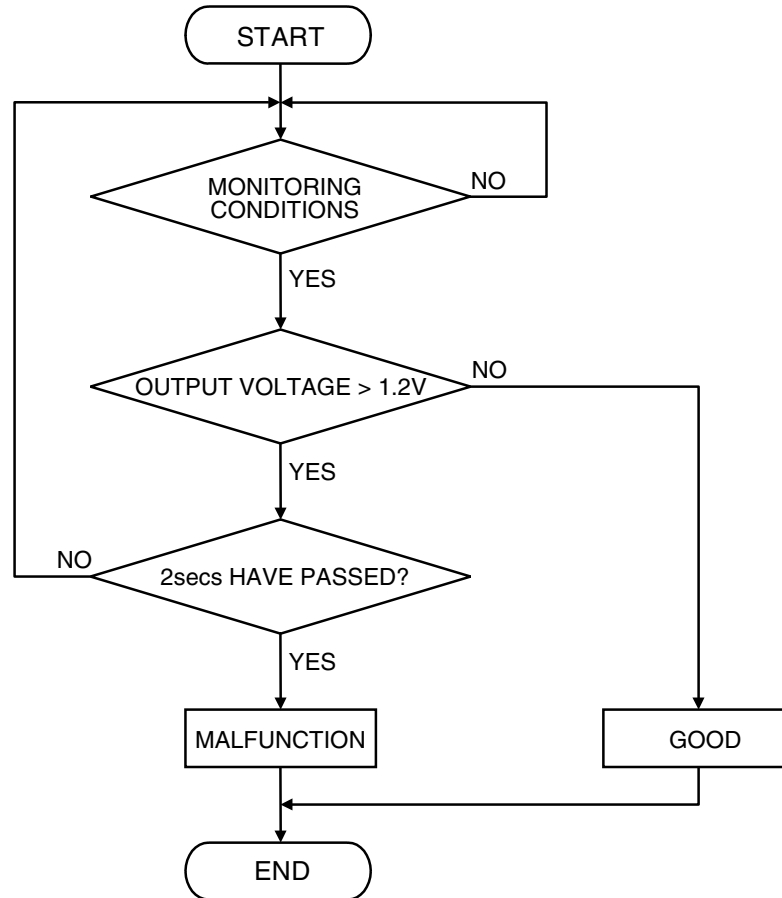 START
MONITORING
CONDITIONS
NO
YES
OUTPUT VOLTAGE > 1.2V
NO
YES
NO
2secs HAVE PASSED?
YES
MALFUNCTION
GOOD
END